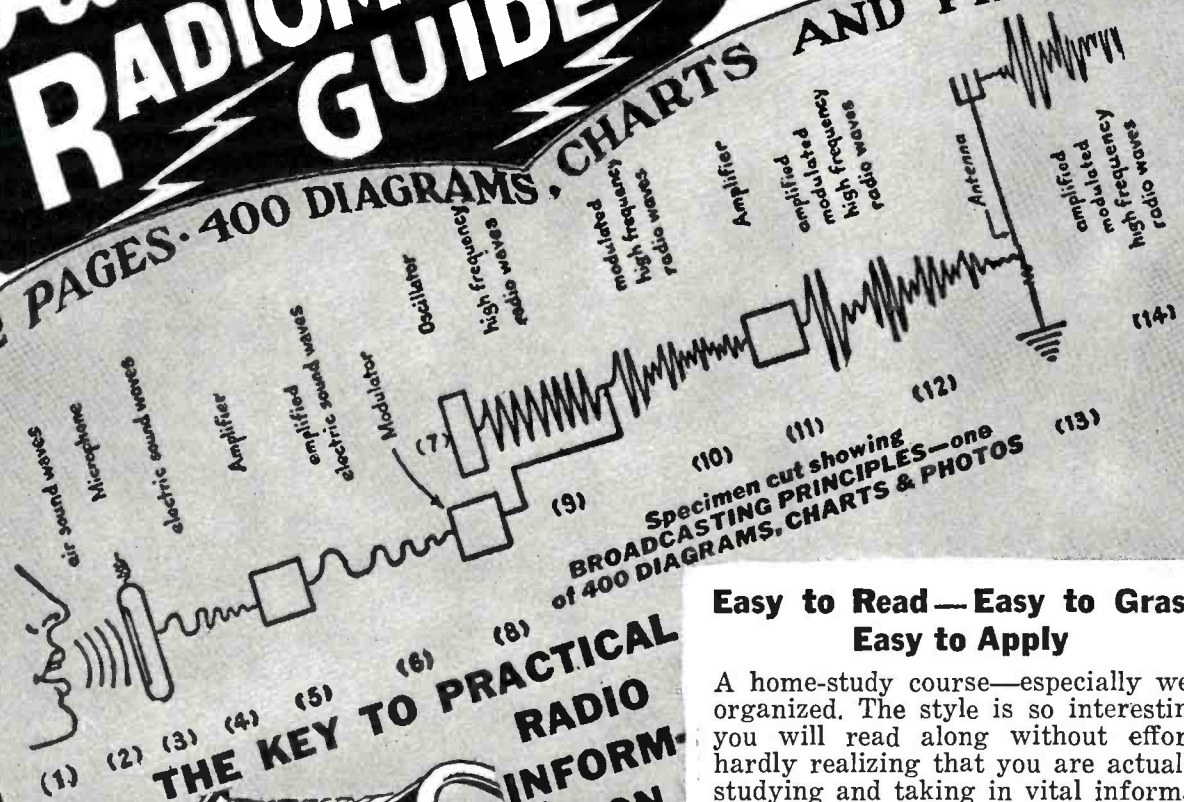 RADIOM
GUIDE
PAGES · 400 DIAGRAMS, CHARTS AND
air sound waves
Microphone
electric sound waves
Amplifier
amplified
electric sound waves
Modulator
Oscillator
high frequency
radio waves
modulated
high frequency
radio waves
Amplifier
amplified
modulated
high frequency
radio waves
Antenna
amplified
modulated
high frequency
radio waves
(1)
(2)
(3)
(4)
(5)
(6)
(7)
(8)
(9)
(10)
(11)
(12)
(13)
(14)
Specimen cut showing
BROADCASTING PRINCIPLES—one
of 400 DIAGRAMS, CHARTS & PHOTOS
THE KEY TO PRACTICAL
RADIO
INFORM-
Easy to Read — Easy to Gras
Easy to Apply
A home-study course—especially we
organized. The style is so interestin
you will read along without effor
hardly realizing that you are actual
studying and taking in vital informa